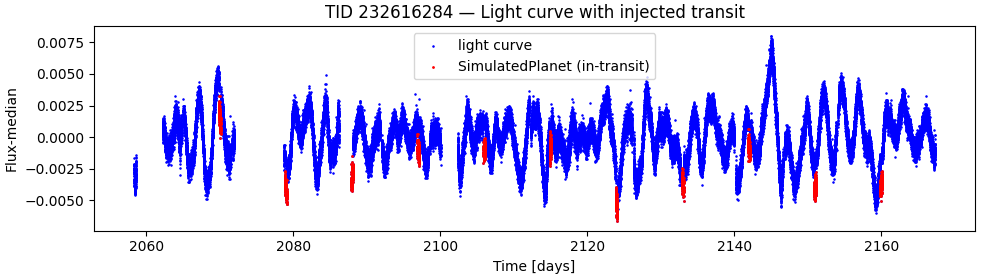 TID 232616284 — Light curve with injected transit
light curve
SimulatedPlanet (in-transit)
Flux-median
0.0075
0.0050
0.0025
0.0000
−0.0025
−0.0050
2060
2080
2100
2120
2140
2160
Time [days]